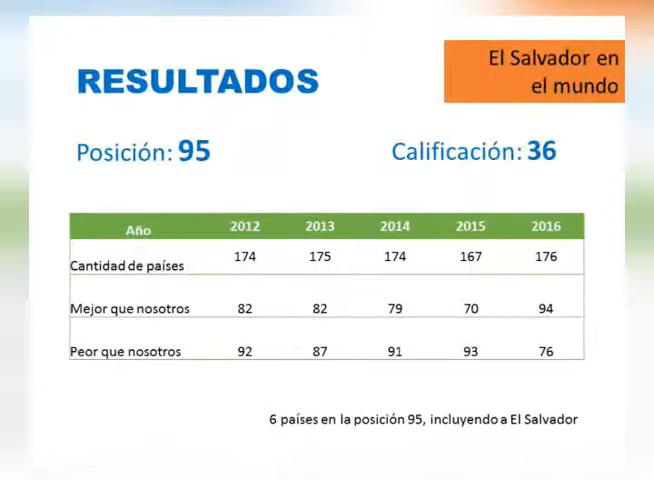 El Salvador en
el mundo
RESULTADOS
Posición: 95
Calificación: 36
Año 2012 2013 2014 2015 2016
Cantidad de países 174 175 174 167 176
Mejor que nosotros 82 82 79 70 94
Peor que nosotros 92 87 91 93 76
6 países en la posición 95, incluyendo a El Salvador